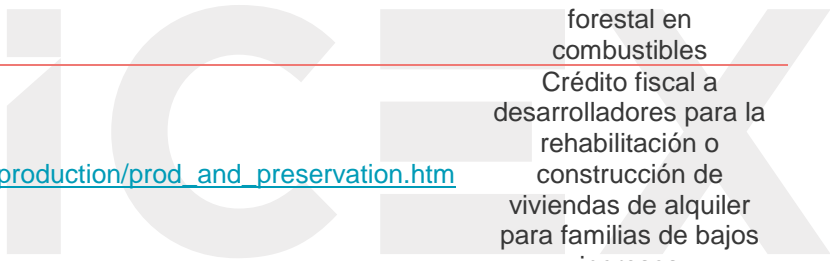 iCEX
forestal en
combustibles
Crédito fiscal a
desarrolladores para la
rehabilitación o
production/prod_and_preservation.htm
construcción de
viviendas de alquiler
para familias de bajos